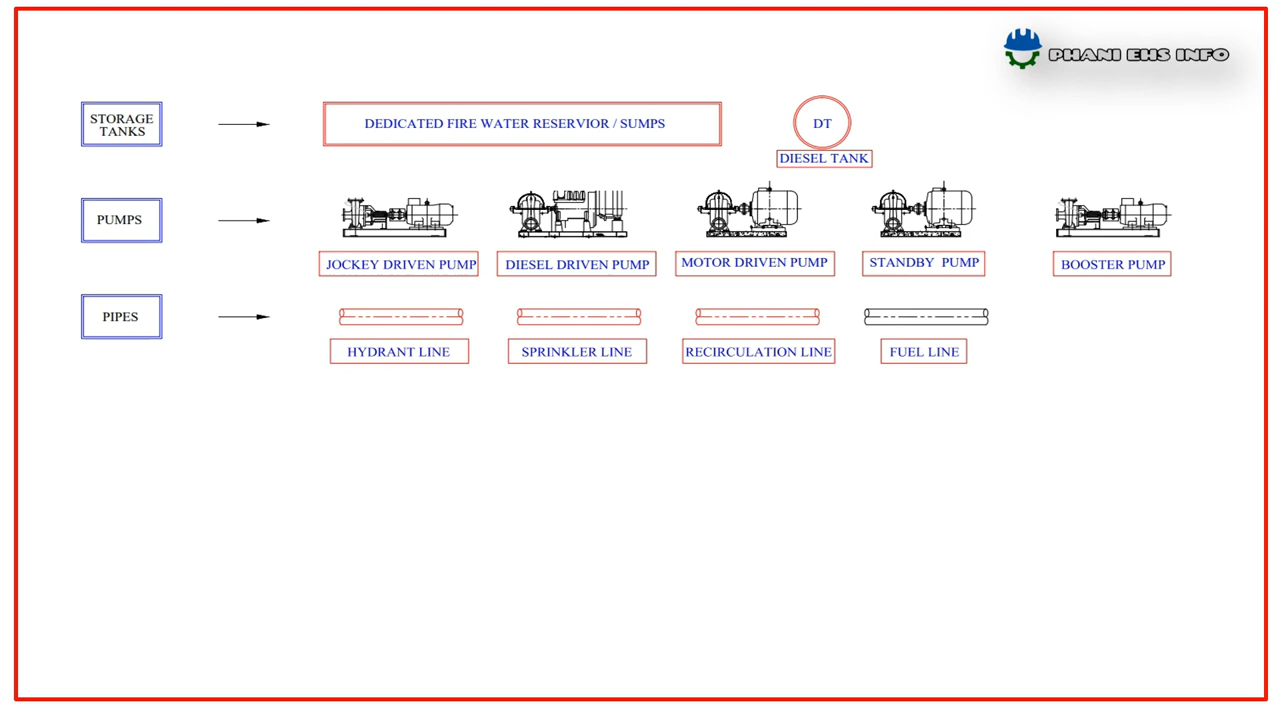 PHANI EHS INFO
STORAGE
TANKS
DEDICATED FIRE WATER RESERVIOR / SUMPS
DT
DIESEL TANK
PUMPS
JOCKEY DRIVEN PUMP
DIESEL DRIVEN PUMP
MOTOR DRIVEN PUMP
STANDBY PUMP
BOOSTER PUMP
PIPES
HYDRANT LINE
SPRINKLER LINE
RECIRCULATION LINE
FUEL LINE